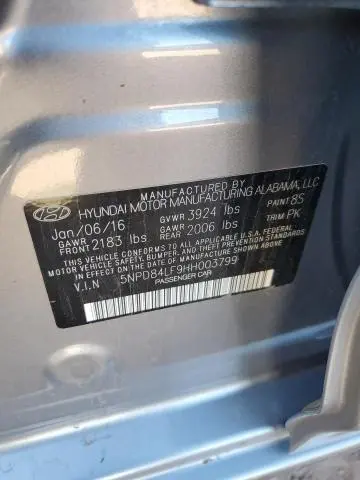 MANUFACTURED BY
HYUNDAI MOTOR MANUFACTURING ALABAMA, LLC
Jan/06/16 GVWR 3924 lbs PAINT 8S
GAWR FRONT 2183 lbs GAWR REAR 2006 lbs TRIM PK
THIS VEHICLE CONFORMS TO ALL APPLICABLE U.S.A. FEDERAL
MOTOR VEHICLE SAFETY, BUMPER, AND THEFT PREVENTION
STANDARDS IN EFFECT ON THE DATE OF MANUFACTURE SHOWN ABOVE.
V.I.N 5NPD84LF9HH003799
PASSENGER CAR